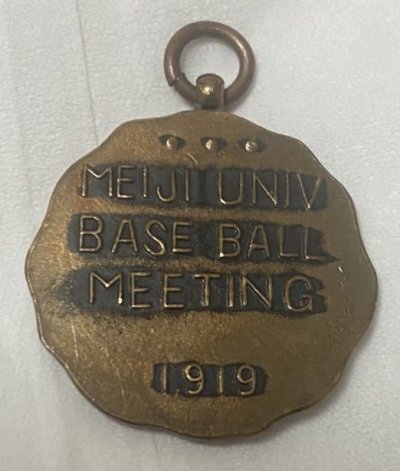 MEIJI UNIV
BASE BALL
MEETING
1919